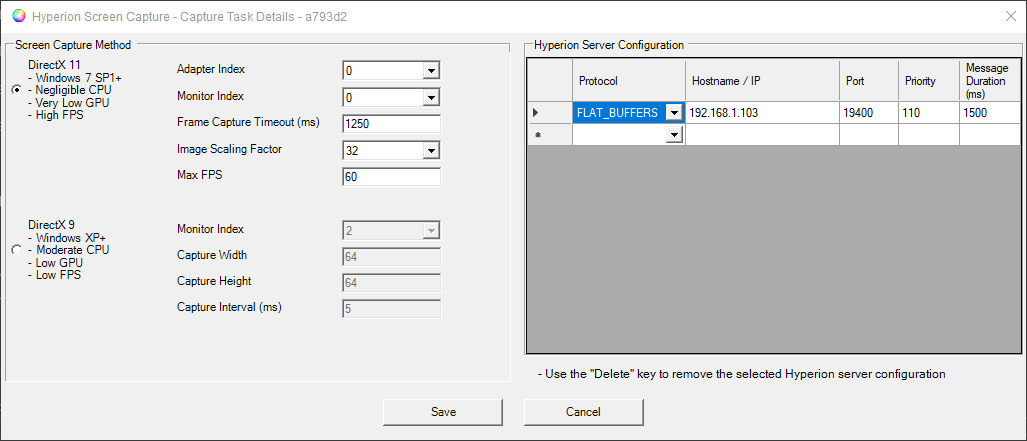 Hyperion Screen Capture - Capture Task Details - a793d2
Screen Capture Method
DirectX 11
- Windows 7 SP1+
- Negligible CPU
- Very Low GPU
- High FPS
Adapter Index
0
Monitor Index
0
Frame Capture Timeout (ms)
1250
Image Scaling Factor
32
Max FPS
60
DirectX 9
- Windows XP+
- Moderate CPU
- Low GPU
- Low FPS
Monitor Index
2
Capture Width
64
Capture Height
64
Capture Interval (ms)
5
Hyperion Server Configuration
Protocol
Hostname / IP
Port
Priority
Message
Duration
(ms)
FLAT_BUFFERS
192.168.1.103
19400
110
1500
- Use the "Delete" key to remove the selected Hyperion server configuration
Save
Cancel